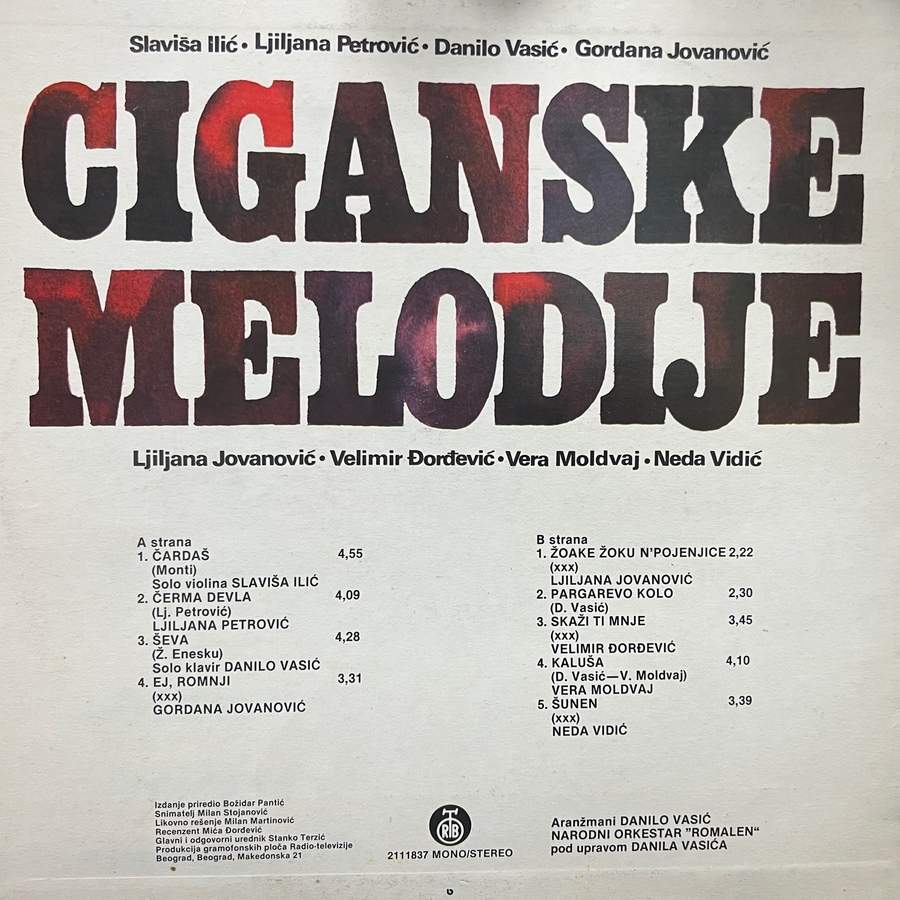 Slaviša Ilić • Ljiljana Petrović • Danilo Vasić • Gordana Jovanović
CIGANSKE
MELODIJE
Ljiljana Jovanović • Velimir Đorđević • Vera Moldvaj • Neda Vidić
A strana
1. ČARDAŠ 4,55
(Monti)
Solo violina SLAVIŠA ILIĆ
2. ČERMA DEVLA 4,09
(Lj. Petrović)
LJILJANA PETROVIĆ
3. ŠEVA 4,28
(Ž. Enesku)
Solo klavir DANILO VASIĆ
4. EJ, ROMNJI 3,31
(xxx)
GORDANA JOVANOVIĆ
B strana
1. ŽOAKE ŽOKU N'POJENJICE 2,22
(xxx)
LJILJANA JOVANOVIĆ
2. PARGAREVO KOLO 2,30
(D. Vasić)
3. SKAŽI TI MNJE 3,45
(xxx)
VELIMIR ĐORĐEVIĆ
4. KALUŠA 4,10
(D. Vasić—V. Moldvaj)
VERA MOLDVAJ
5. ŠUNEN 3,39
(xxx)
NEDA VIDIĆ
Izdanje priredio Božidar Pantić
Snimatelj Milan Stojanović
Likovno rešenje Milan Martinović
Recenzent Mića Đorđević
Glavni i odgovorni urednik Stanko Terzić
Produkcija gramofonskih ploča Radio-televizije
Beograd, Beograd, Makedonska 21
RTB
2111837 MONO/STEREO
Aranžmani DANILO VASIĆ
NARODNI ORKESTAR "ROMALEN"
pod upravom DANILA VASIĆA